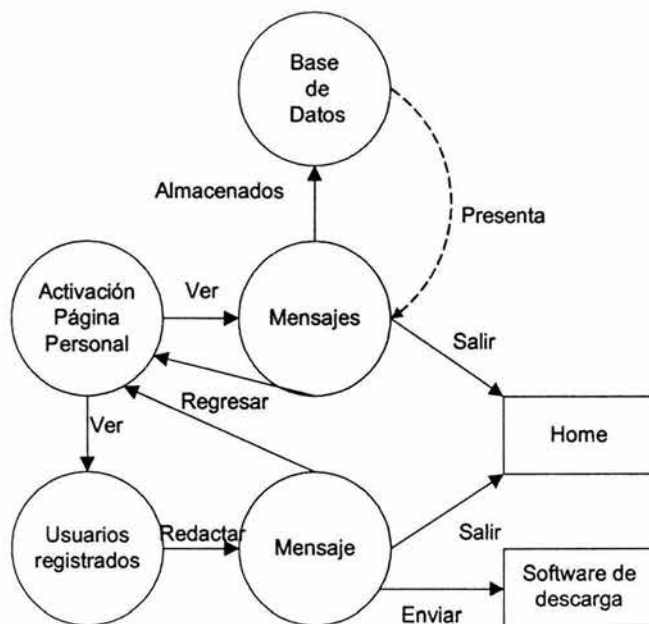 Base
de
Datos
Almacenados
Presenta
Activación
Página
Personal
Ver
Mensajes
Salir
Regresar
Ver
Home
Usuarios
registrados
Redactar
Mensaje
Salir
Enviar
Software de
descarga